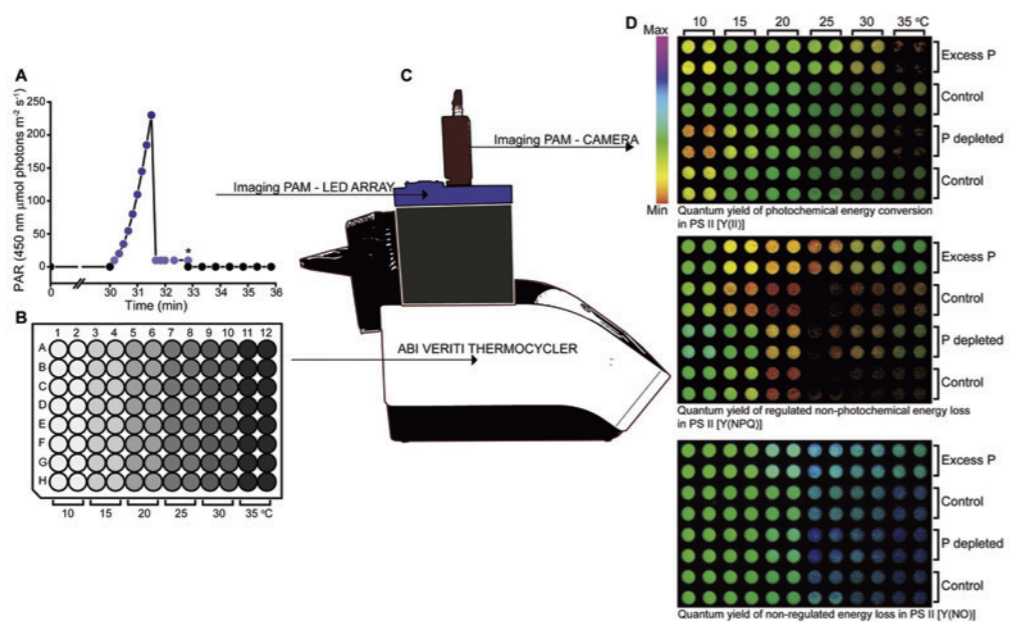 A
PAR (450 nm µmol photons m⁻² s⁻¹)
250
200
150
100
50
0
*
0 30 31 32 33 34 35 36
Time (min)
B
1 2 3 4 5 6 7 8 9 10 11 12
A
B
C
D
E
F
G
H
10 15 20 25 30 35 ºC
C
Imaging PAM - CAMERA
Imaging PAM - LED ARRAY
ABI VERITI THERMOCYCLER
D
10 15 20 25 30 35 ºC
Max
Min
Excess P
Control
P depleted
Control
Quantum yield of photochemical energy conversion
in PS II [Y(II)]
Excess P
Control
P depleted
Control
Quantum yield of regulated non-photochemical energy loss
in PS II [Y(NPQ)]
Excess P
Control
P depleted
Control
Quantum yield of non-regulated energy loss in PS II [Y(NO)]